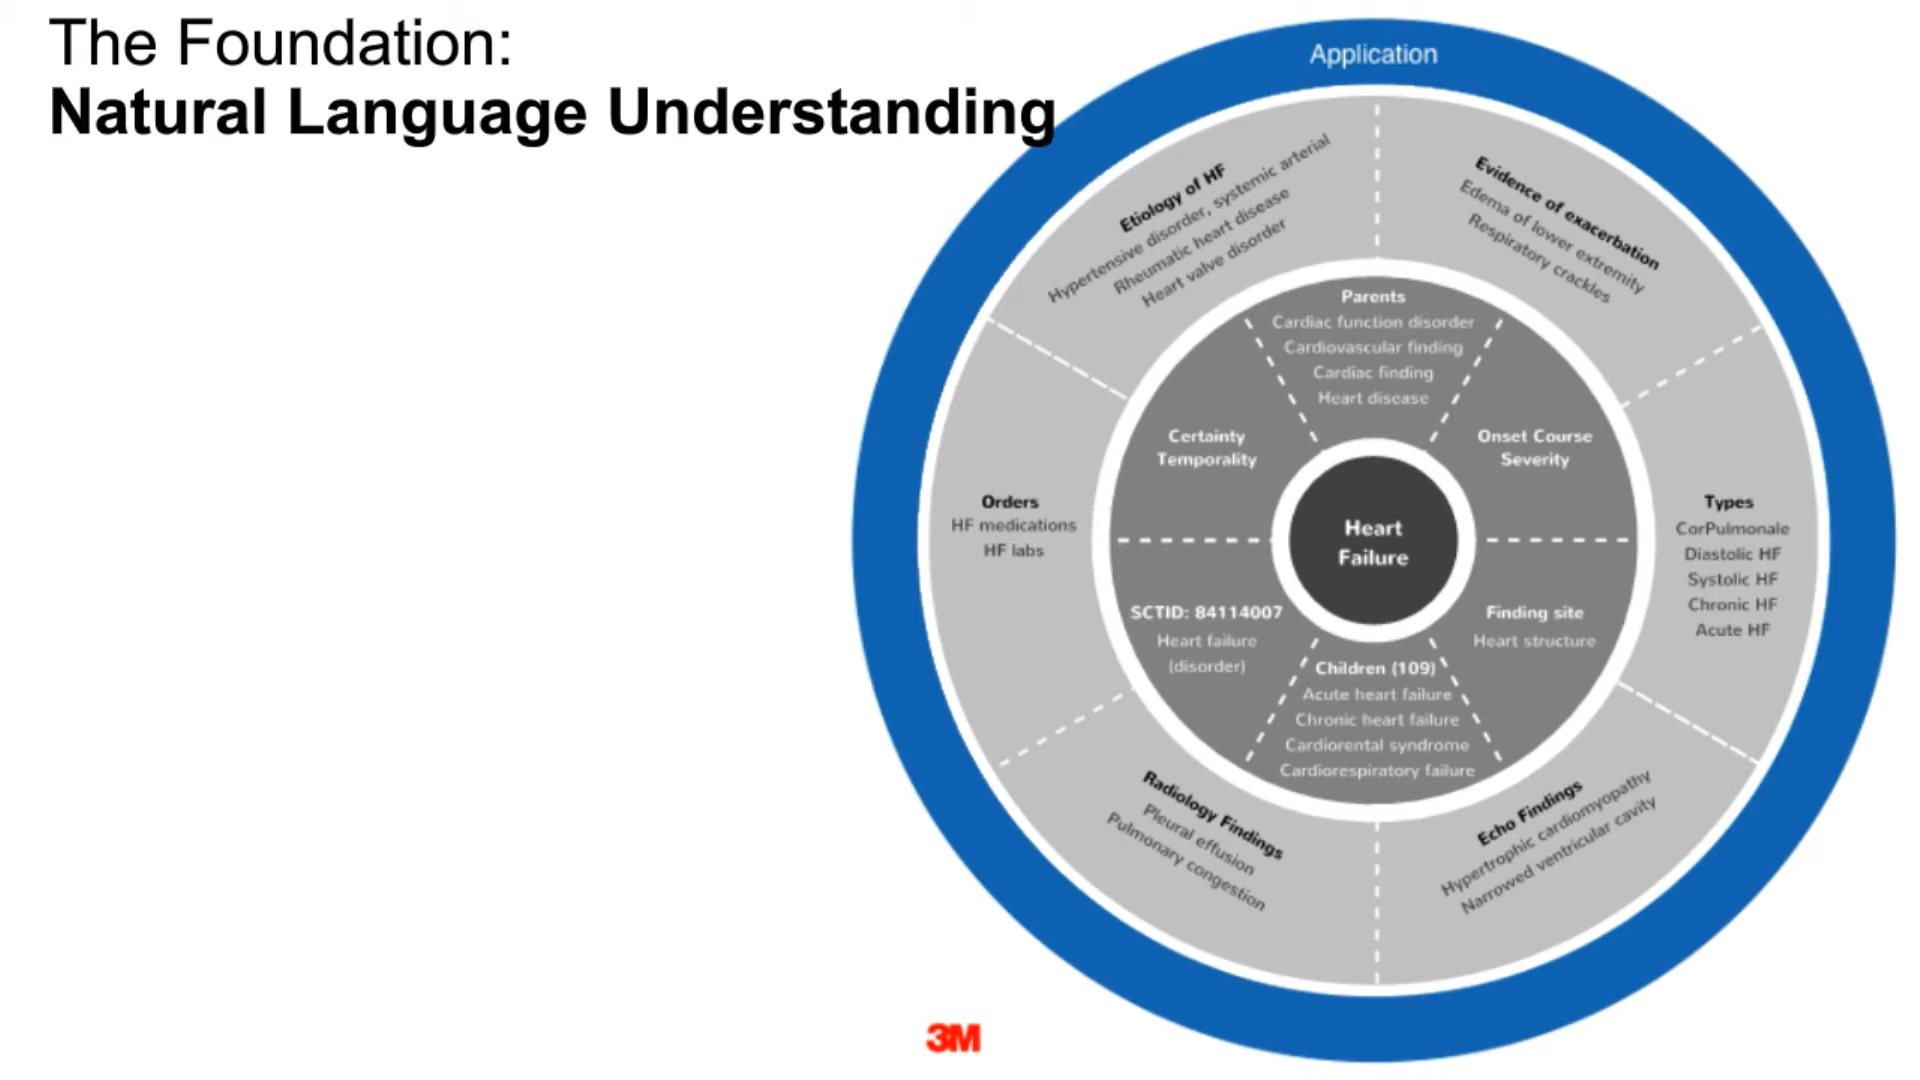 The Foundation:
Natural Language Understanding
Application
Etiology of HF
Hypertensive disorder, systemic arterial
Rheumatic heart disease
Heart valve disorder
Evidence of exacerbation
Edema of lower extremity
Respiratory crackles
Parents
Cardiac function disorder
Cardiovascular finding
Cardiac finding
Heart disease
Certainty
Temporality
Onset Course
Severity
Orders
HF medications
HF labs
Heart
Failure
Types
CorPulmonale
Diastolic HF
Systolic HF
Chronic HF
Acute HF
SCTID: 84114007
Heart failure
(disorder)
Finding site
Heart structure
Children (109)
Acute heart failure
Chronic heart failure
Cardiorental syndrome
Cardiorespiratory failure
Radiology Findings
Pleural effusion
Pulmonary congestion
Echo Findings
Hypertrophic cardiomyopathy
Narrowed ventricular cavity
3M